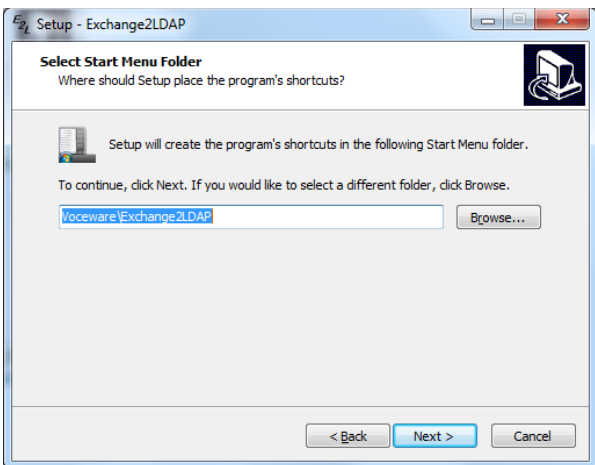 E2L Setup - Exchange2LDAP
Select Start Menu Folder
Where should Setup place the program's shortcuts?
Setup will create the program's shortcuts in the following Start Menu folder.
To continue, click Next. If you would like to select a different folder, click Browse.
Voceware\Exchange2LDAP
Browse...
< Back
Next >
Cancel